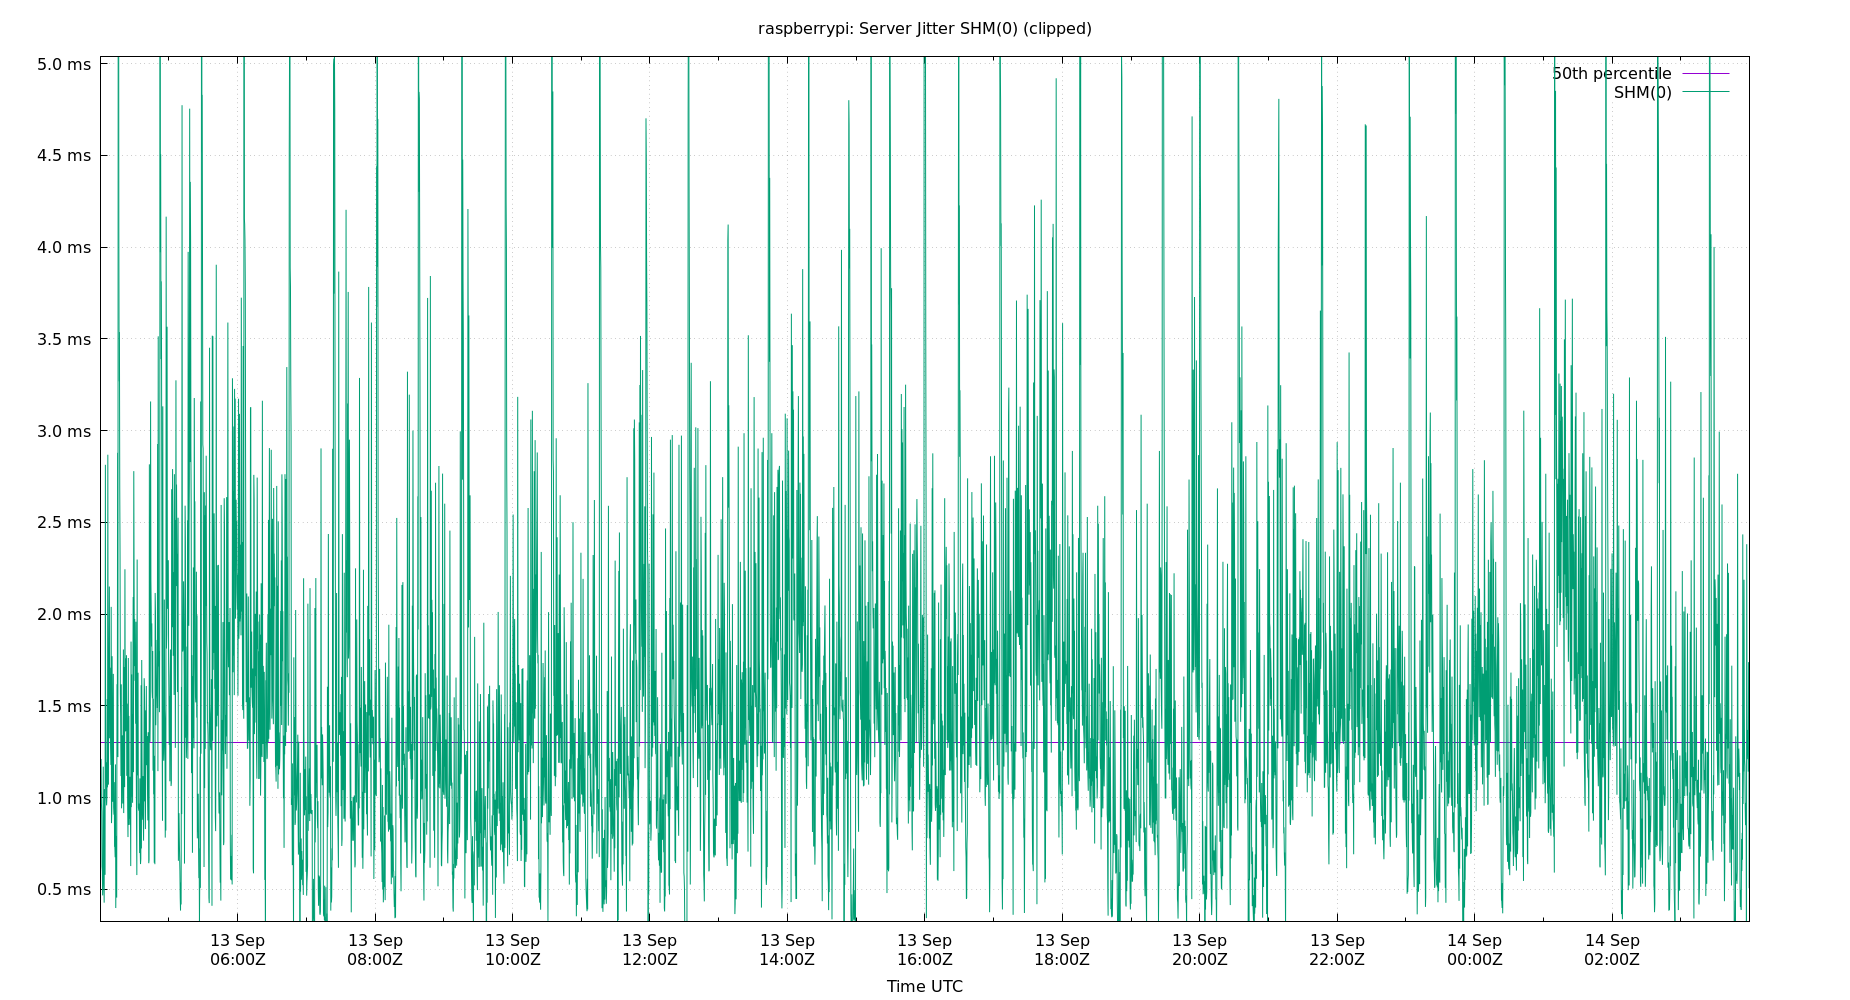 raspberrypi: Server Jitter SHM(0) (clipped)
5.0 ms
4.5 ms
4.0 ms
3.5 ms
3.0 ms
2.5 ms
2.0 ms
1.5 ms
1.0 ms
0.5 ms
50th percentile
SHM(0)
13 Sep 13 Sep 13 Sep 13 Sep 13 Sep 13 Sep 13 Sep 13 Sep 13 Sep 14 Sep 14 Sep
06:00Z 08:00Z 10:00Z 12:00Z 14:00Z 16:00Z 18:00Z 20:00Z 22:00Z 00:00Z 02:00Z
Time UTC